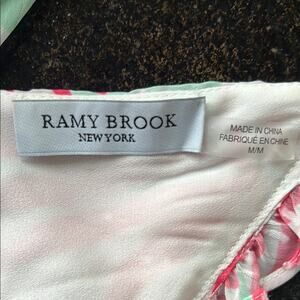 RAMY BROOK
NEW YORK
MADE IN CHINA
FABRIQUÉ EN CHINE
M/M